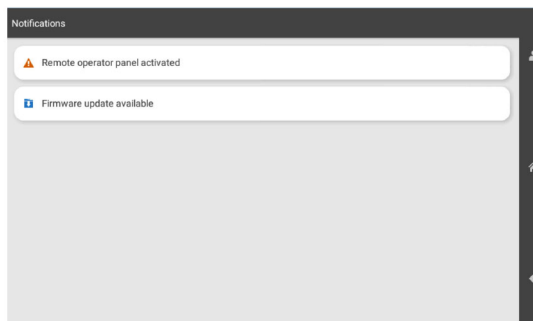 Notifications
Remote operator panel activated
Firmware update available